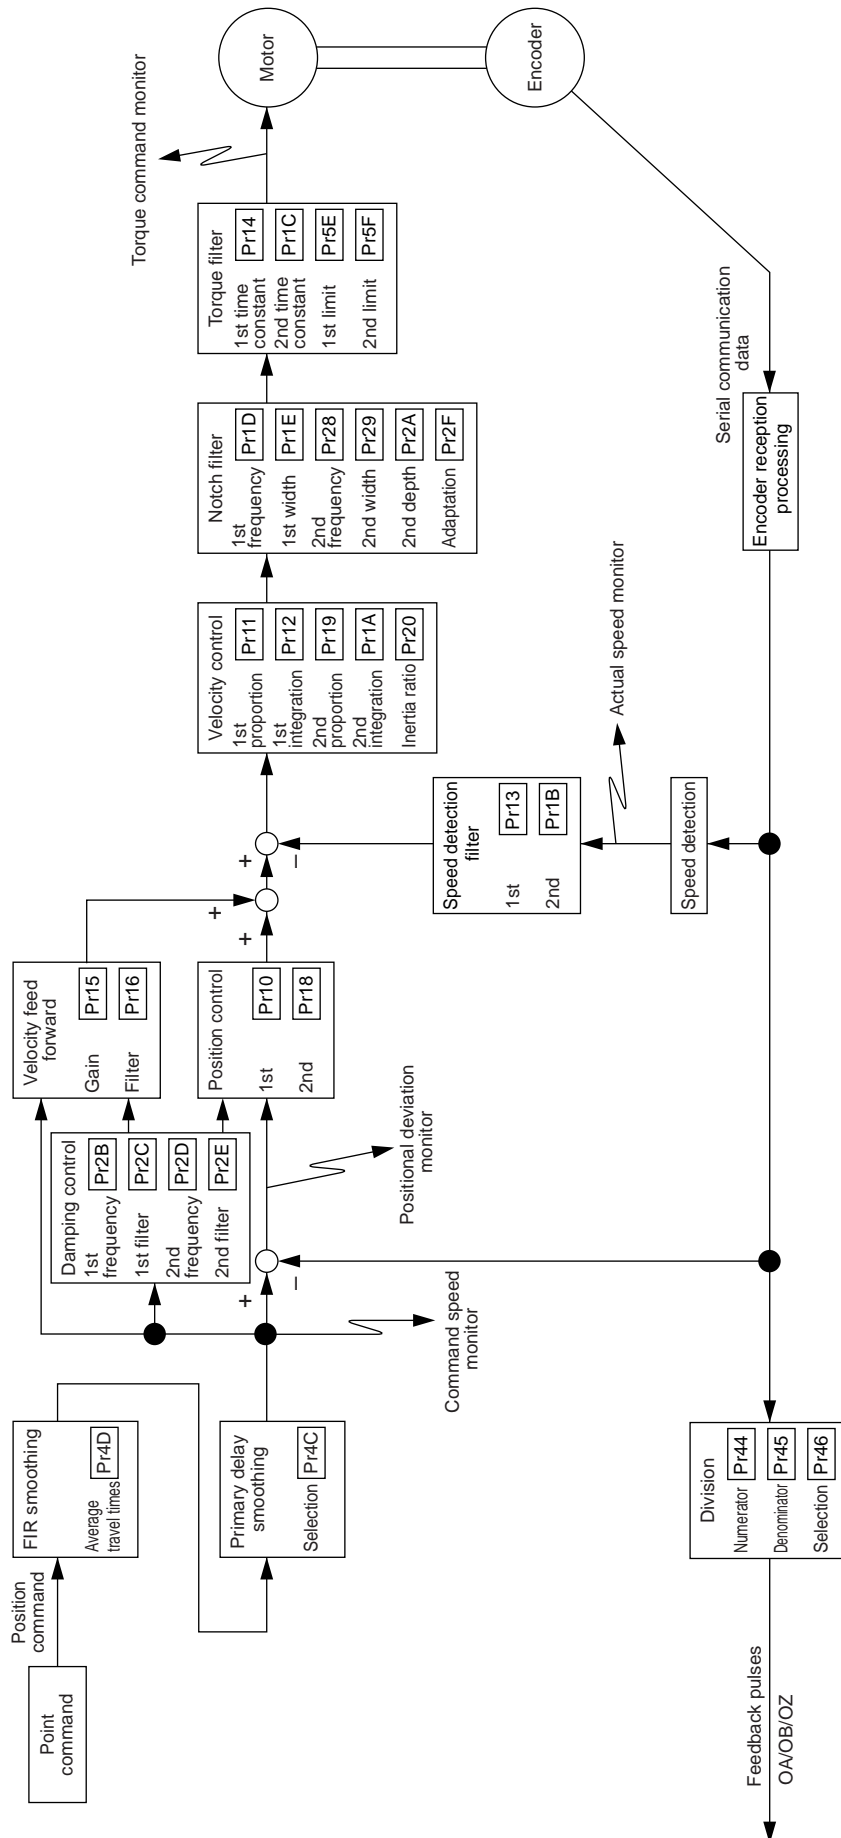 Point
command
Position
command
FIR smoothing
Average
travel times
Pr4D
Primary delay
smoothing
Selection
Pr4C
Command speed
monitor
Damping control
1st
frequency
Pr2B
1st filter
Pr2C
2nd
frequency
Pr2D
2nd filter
Pr2E
+
−
Positional deviation
monitor
Velocity feed
forward
Gain
Pr15
Filter
Pr16
Position control
1st
Pr10
2nd
Pr18
+
+
+
−
Velocity control
1st
proportion
Pr11
1st
integration
Pr12
2nd
proportion
Pr19
2nd
integration
Pr1A
Inertia ratio
Pr20
Notch filter
1st
frequency
Pr1D
1st width
Pr1E
2nd
frequency
Pr28
2nd width
Pr29
2nd depth
Pr2A
Adaptation
Pr2F
Torque filter
1st time
constant
Pr14
2nd time
constant
Pr1C
1st limit
Pr5E
2nd limit
Pr5F
Torque command monitor
Motor
Encoder
Serial communication
data
Encoder reception
processing
Speed detection
filter
1st
Pr13
2nd
Pr1B
Actual speed monitor
Speed detection
Division
Numerator
Pr44
Denominator
Pr45
Selection
Pr46
Feedback pulses
OA/OB/OZ